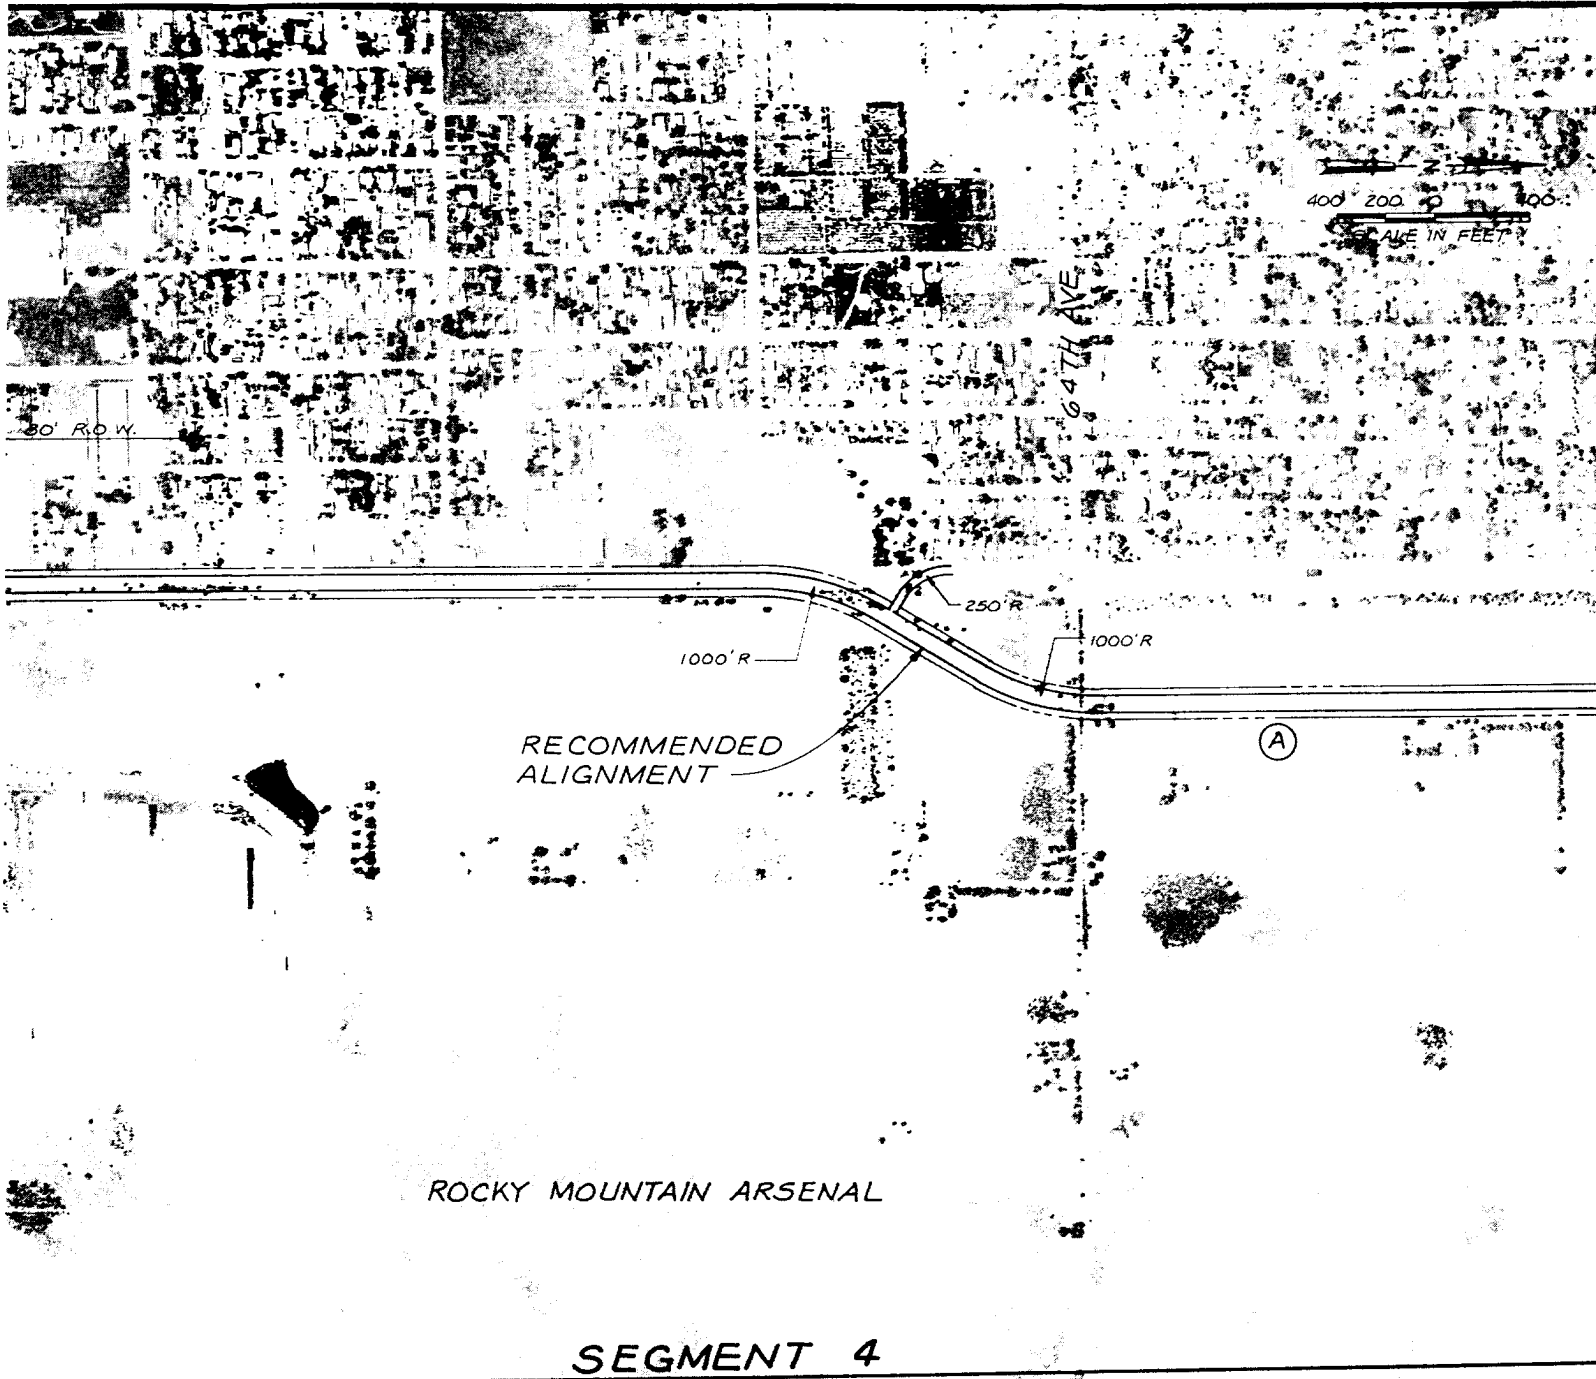 N
400 200 0 400
SCALE IN FEET
64TH AVE.
80' R.O.W.
250' R
1000' R
1000' R
RECOMMENDED
ALIGNMENT
A
ROCKY MOUNTAIN ARSENAL
SEGMENT 4